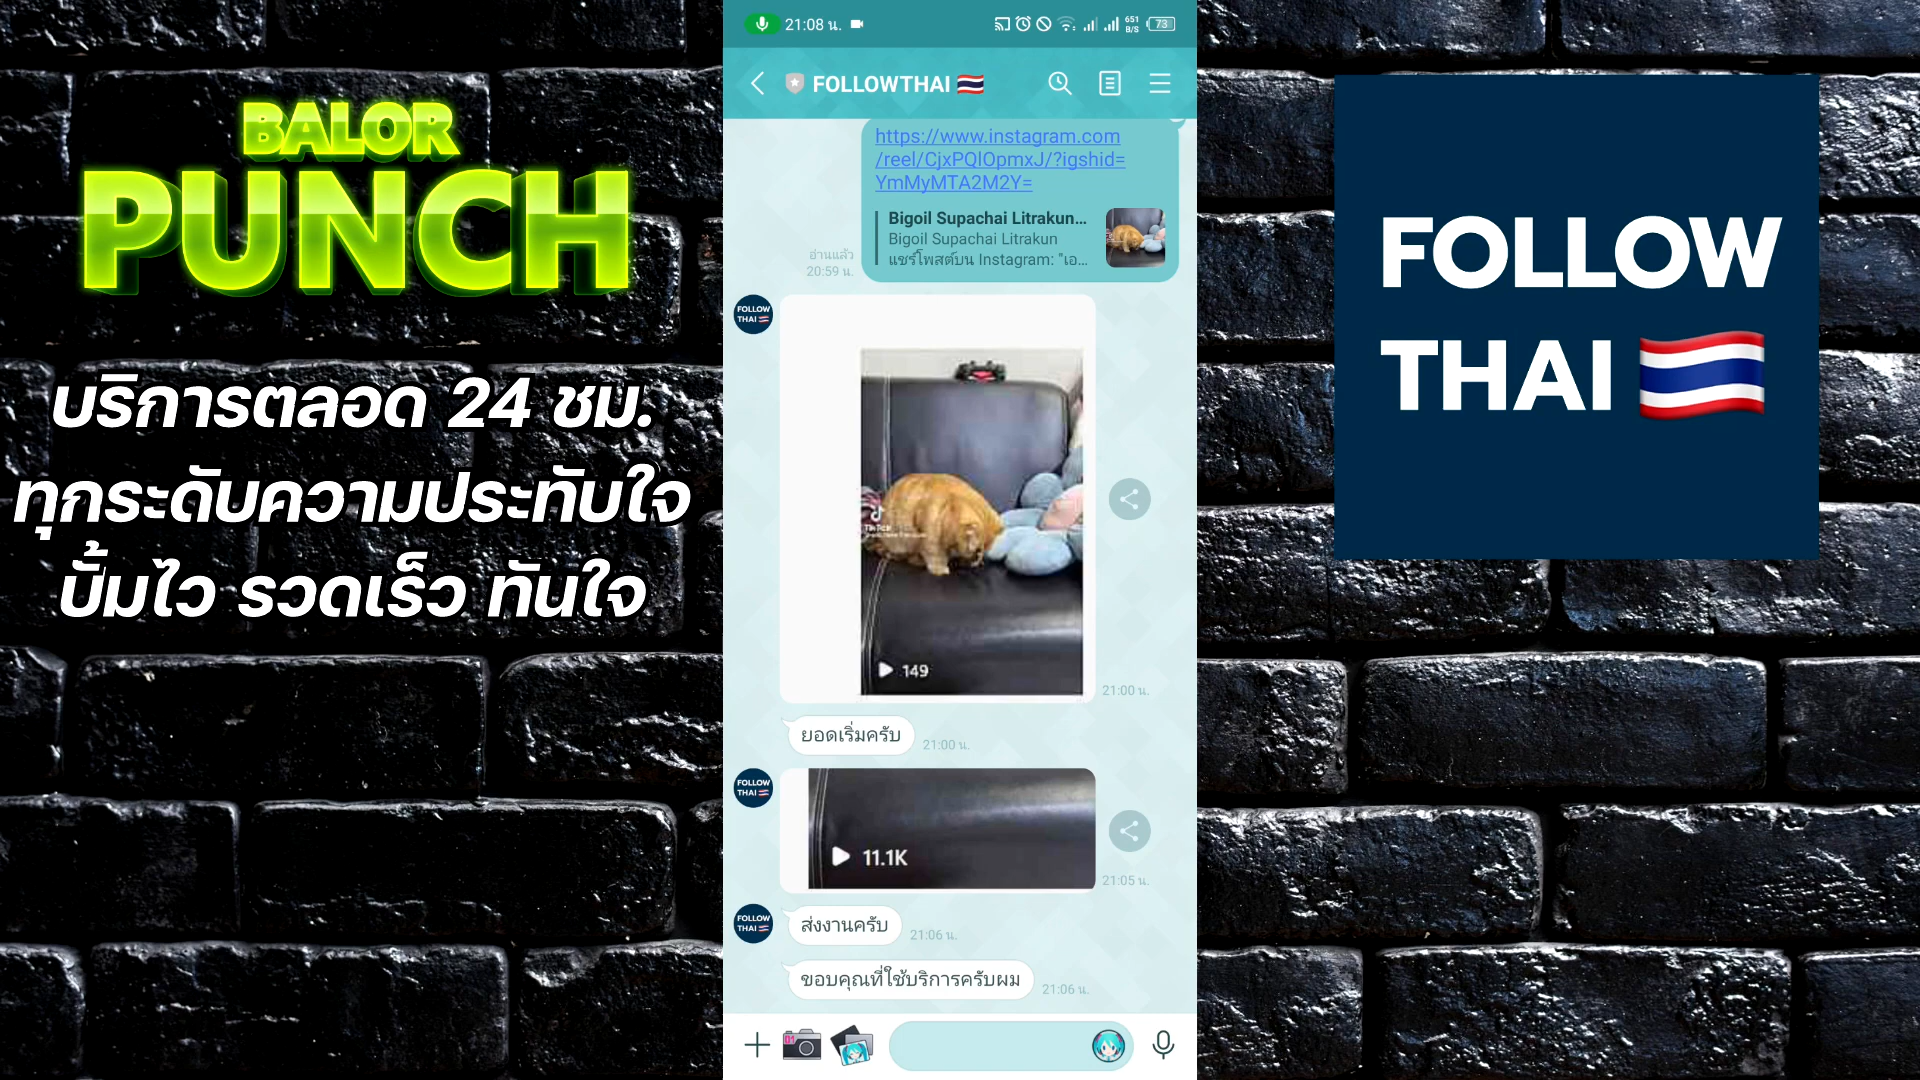 BALOR
PUNCH
บริการตลอด 24 ชม.
ทุกระดับความประทับใจ
ปั้มไว รวดเร็ว ทันใจ
21:08 น.
651
B/S
73
FOLLOWTHAI
https://www.instagram.com
/reel/CjxPQlOpmxJ/?igshid=
YmMyMTA2M2Y=
Bigoil Supachai Litrakun...
Bigoil Supachai Litrakun
แชร์โพสต์บน Instagram: "เอ...
อ่านแล้ว
20:59 น.
FOLLOW
THAI
TikTok
149
21:00 น.
ยอดเริ่มครับ
21:00 น.
FOLLOW
THAI
11.1K
21:05 น.
FOLLOW
THAI
ส่งงานครับ
21:06 น.
ขอบคุณที่ใช้บริการครับผม
21:06 น.
01
FOLLOW
THAI